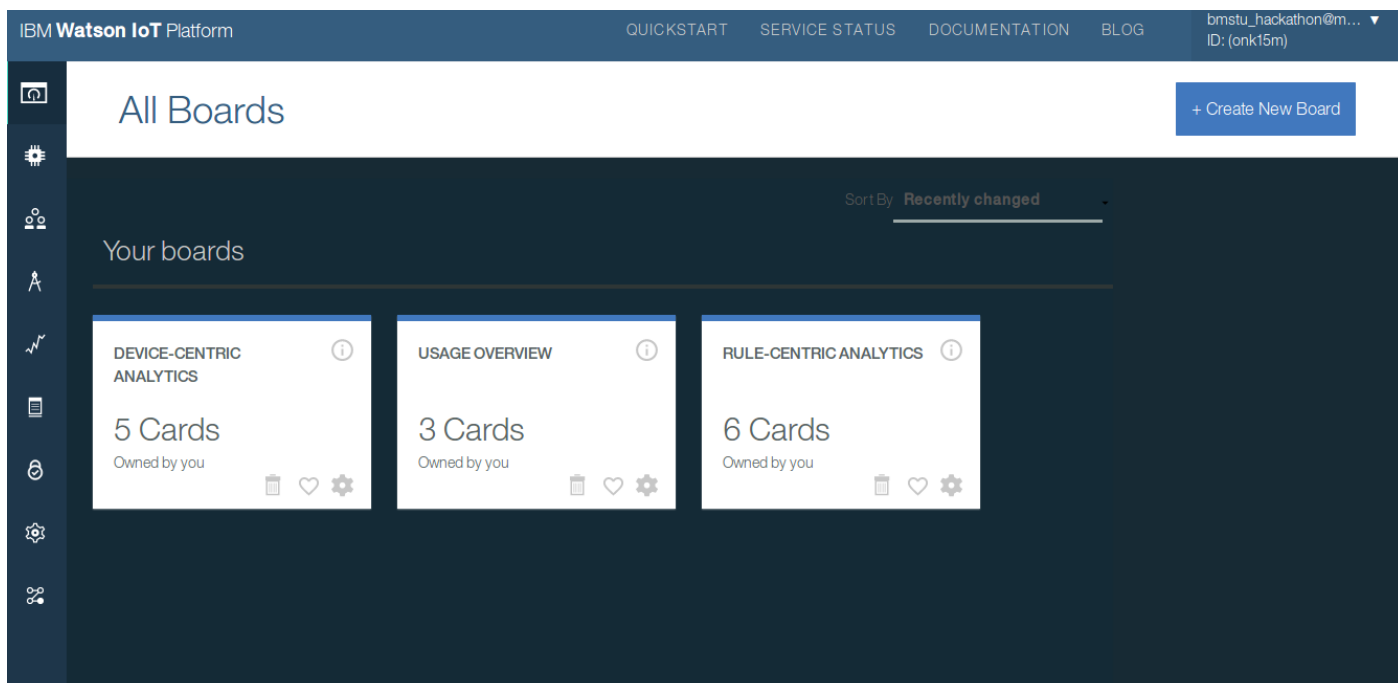 IBM Watson IoT Platform
QUICKSTART
SERVICE STATUS
DOCUMENTATION
BLOG
bmstu_hackathon@m... ▼
ID: (onk15m)
All Boards
+ Create New Board
Sort By Recently changed
Your boards
DEVICE-CENTRIC
ANALYTICS
5 Cards
Owned by you
USAGE OVERVIEW
3 Cards
Owned by you
RULE-CENTRIC ANALYTICS
6 Cards
Owned by you